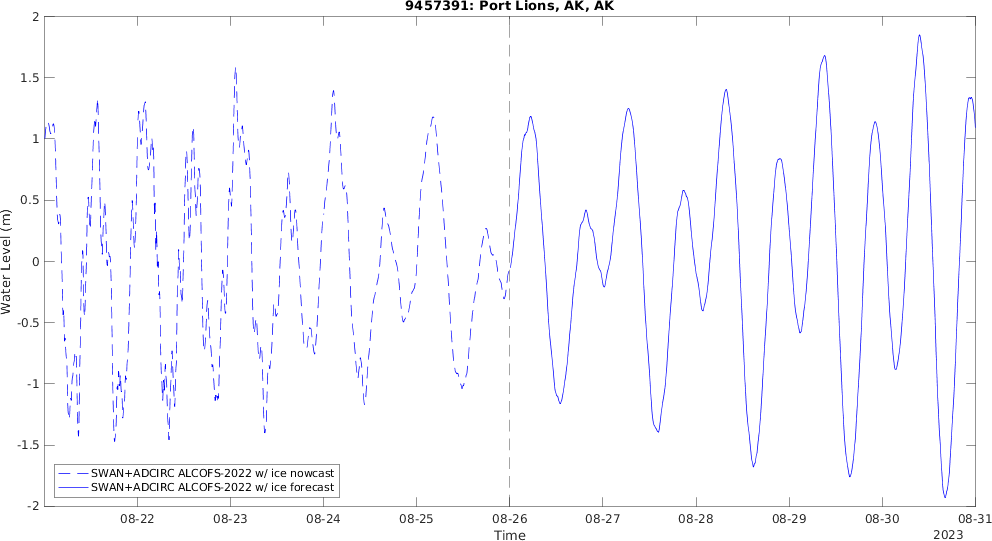 9457391: Port Lions, AK, AK
Water Level (m)
2
1.5
1
0.5
0
-0.5
-1
-1.5
-2
SWAN+ADCIRC ALCOFS-2022 w/ ice nowcast
SWAN+ADCIRC ALCOFS-2022 w/ ice forecast
08-22 08-23 08-24 08-25 08-26 08-27 08-28 08-29 08-30 08-31
Time
2023